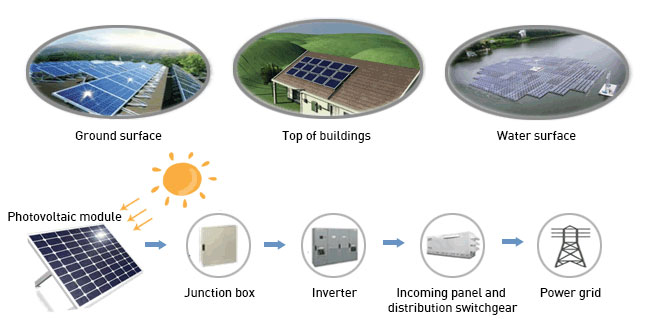 Ground surface
Top of buildings
Water surface
Photovoltaic module
Junction box
Inverter
Incoming panel and
distribution switchgear
Power grid